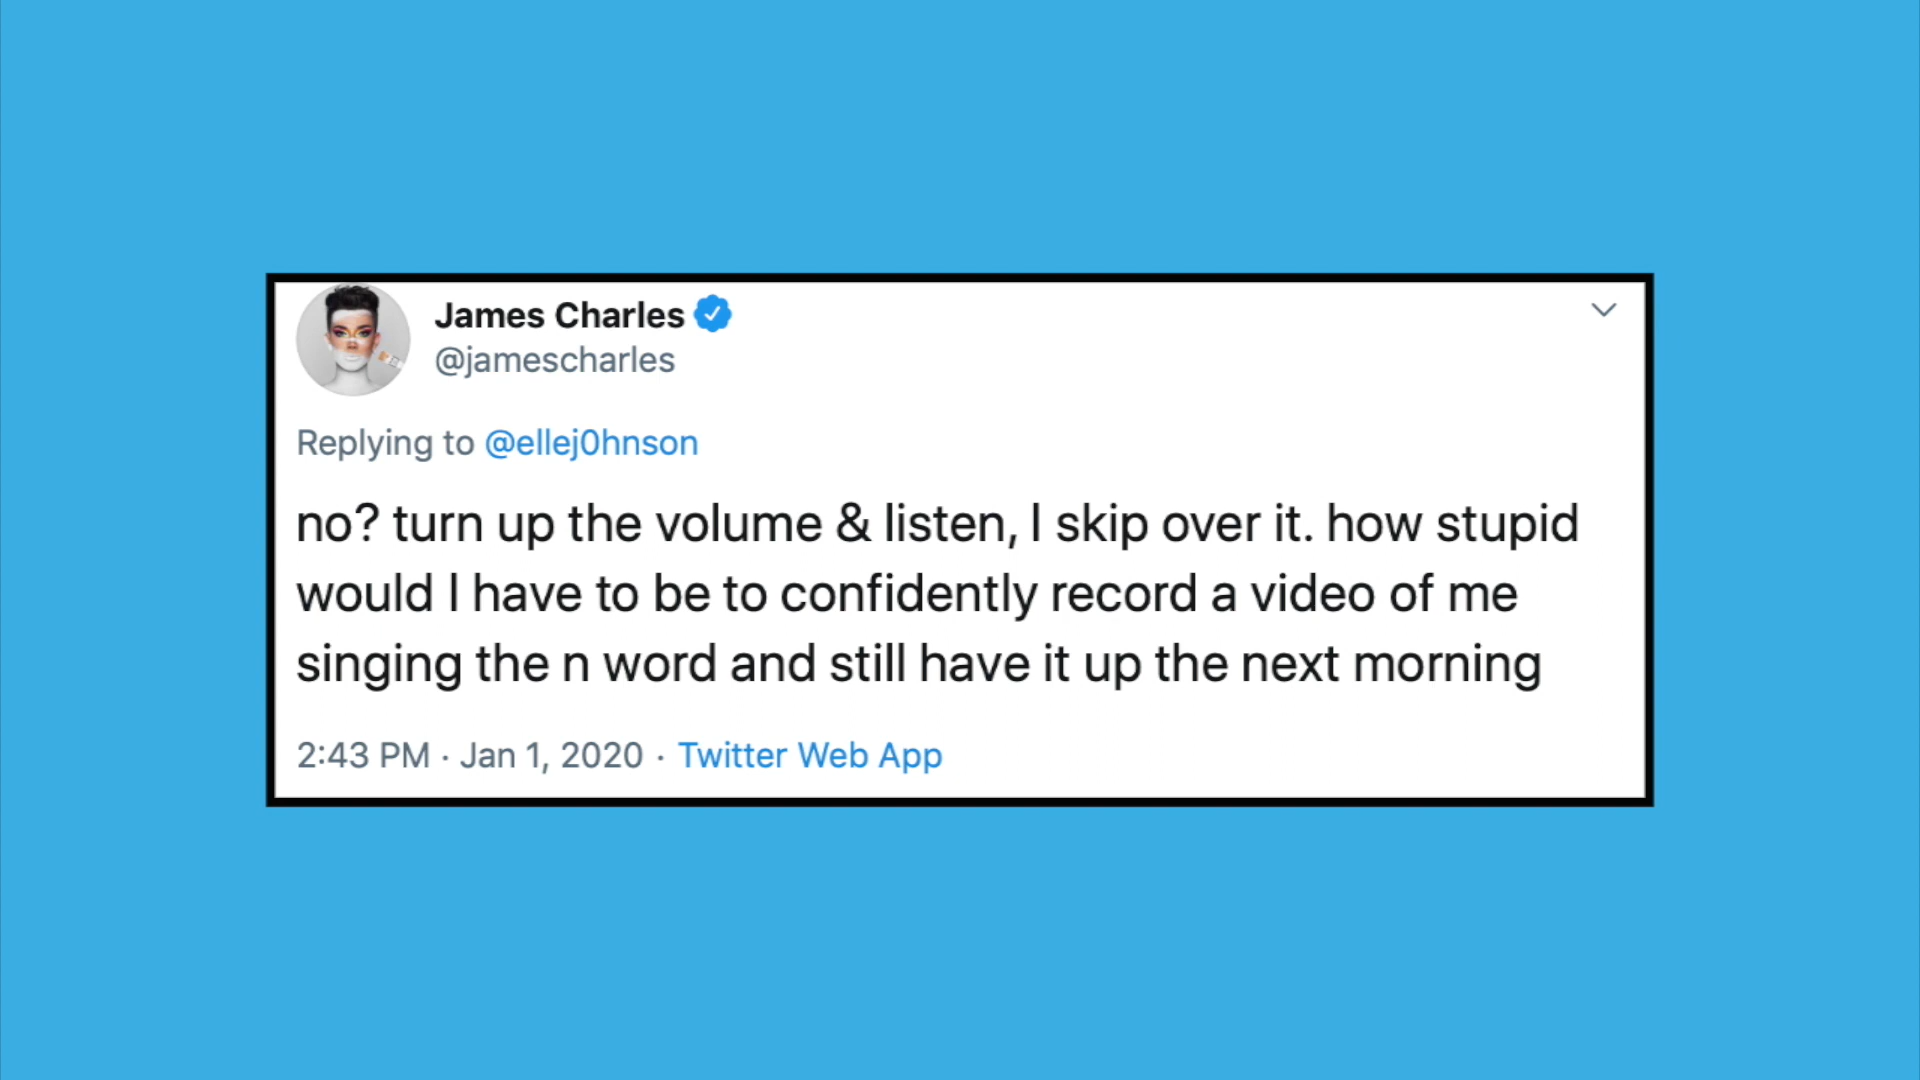 James Charles
@jamescharles
Replying to @ellej0hnson
no? turn up the volume & listen, I skip over it. how stupid
would I have to be to confidently record a video of me
singing the n word and still have it up the next morning
2:43 PM · Jan 1, 2020 · Twitter Web App